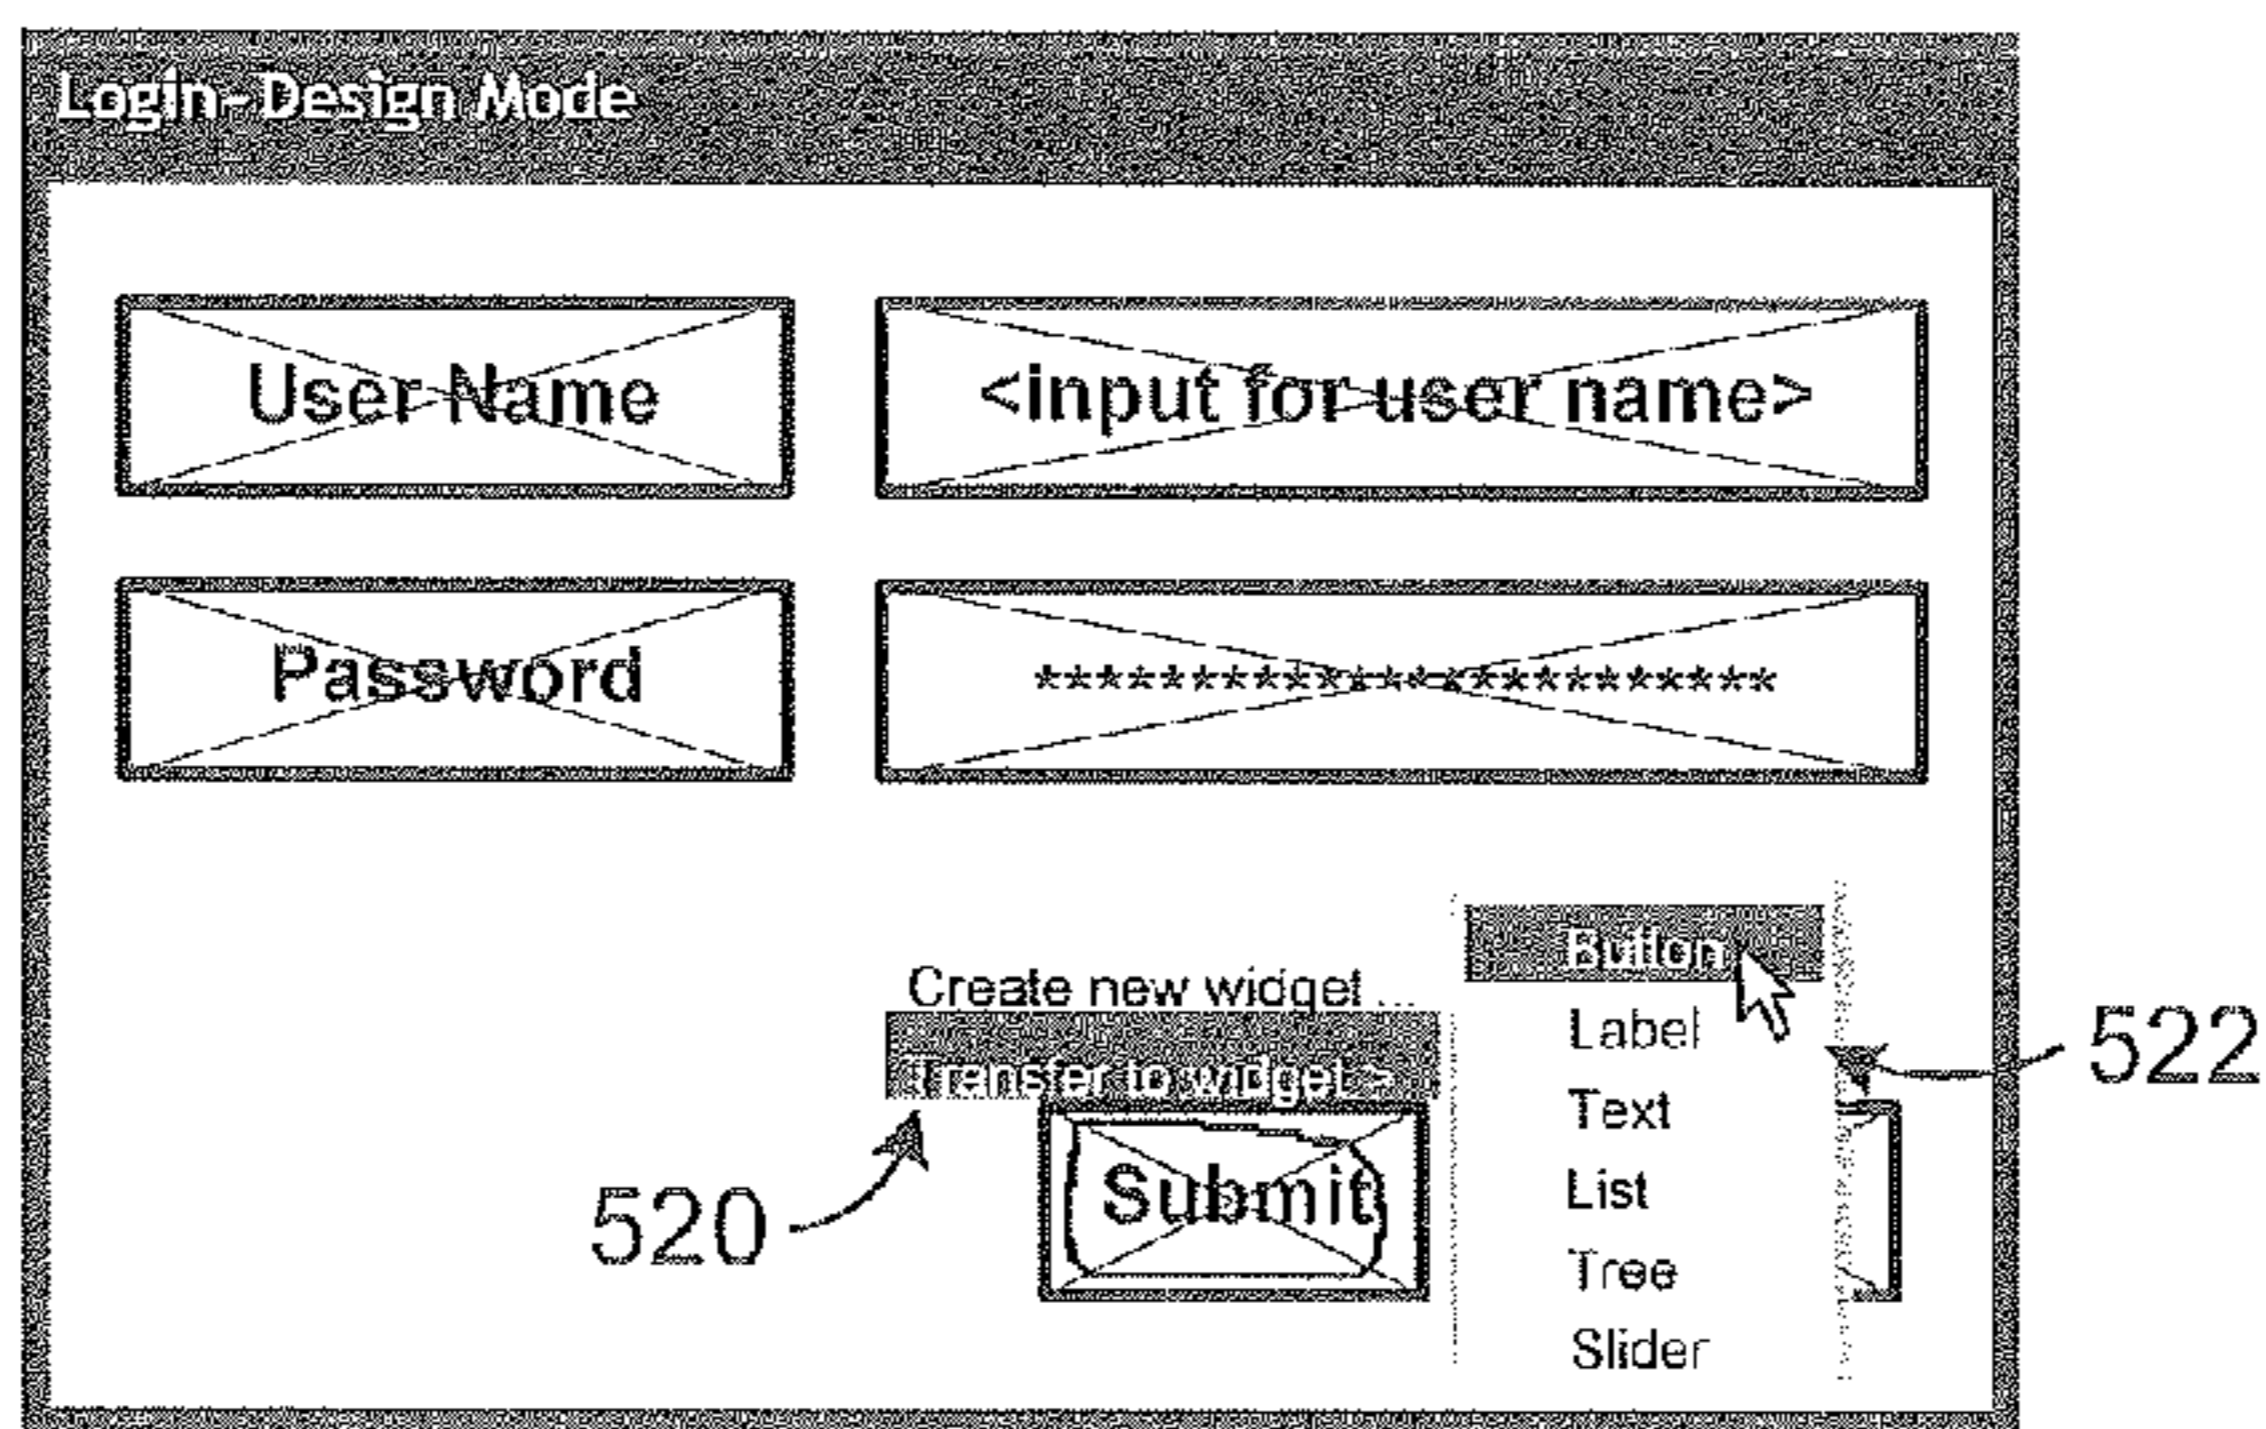 Login-Design Mode
User Name
<input for user name>
Password
************************
Button
Create new widget ...
Label
522
Transfer to widget >
Text
Submit
List
520
Tree
Slider